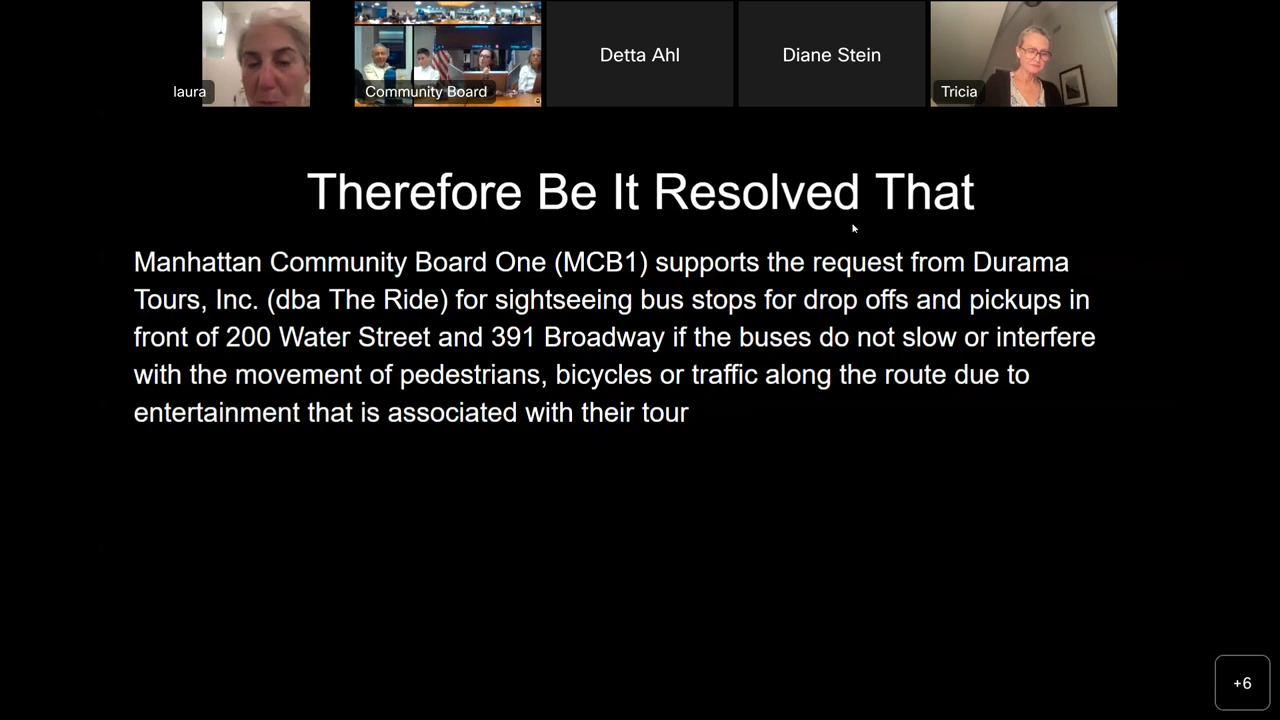 laura
Community Board
Detta Ahl
Diane Stein
Tricia
Therefore Be It Resolved That
Manhattan Community Board One (MCB1) supports the request from Durama
Tours, Inc. (dba The Ride) for sightseeing bus stops for drop offs and pickups in
front of 200 Water Street and 391 Broadway if the buses do not slow or interfere
with the movement of pedestrians, bicycles or traffic along the route due to
entertainment that is associated with their tour
+6